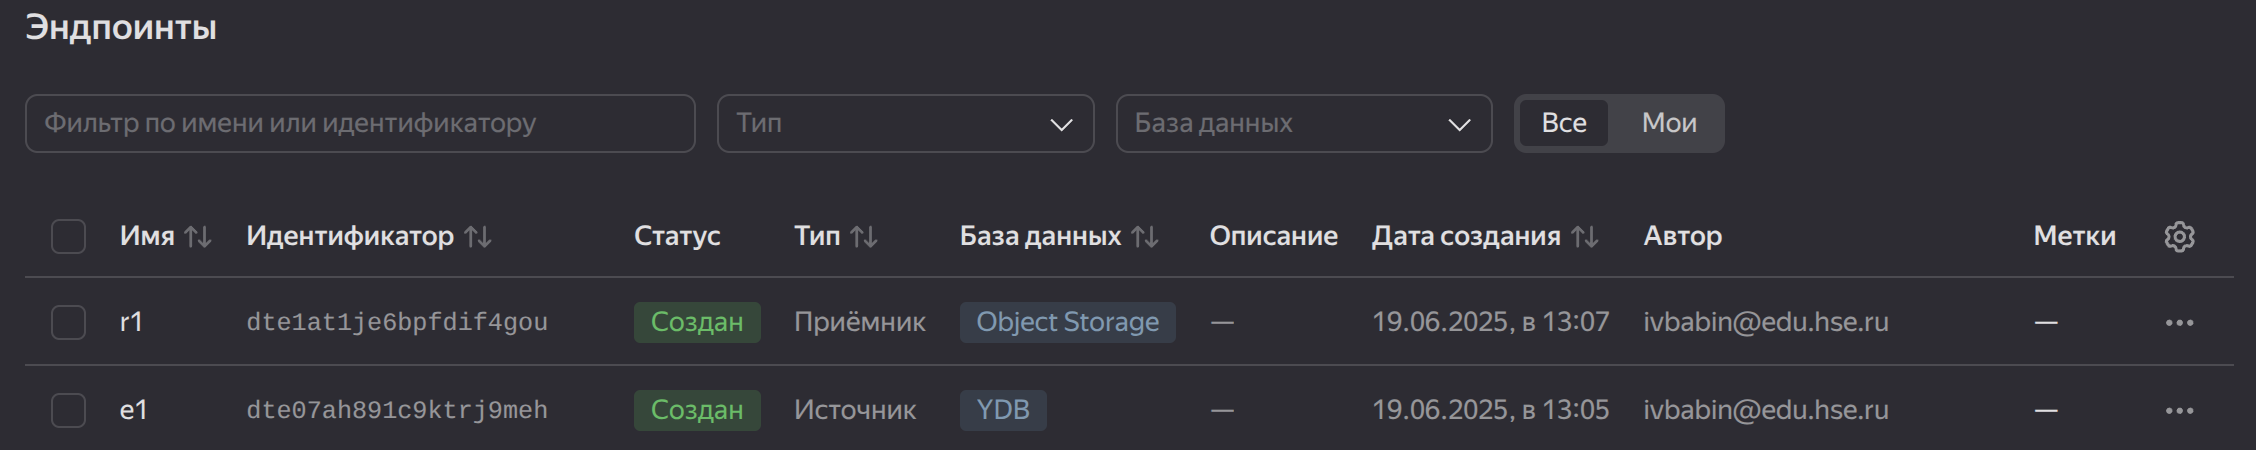 Эндпоинты
Фильтр по имени или идентификатору Тип База данных Все Мои
Имя Идентификатор Статус Тип База данных Описание Дата создания Автор Метки
r1 dte1at1je6bpfdif4gou Создан Приёмник Object Storage — 19.06.2025, в 13:07 ivbabin@edu.hse.ru —
e1 dte07ah891c9ktrj9meh Создан Источник YDB — 19.06.2025, в 13:05 ivbabin@edu.hse.ru —